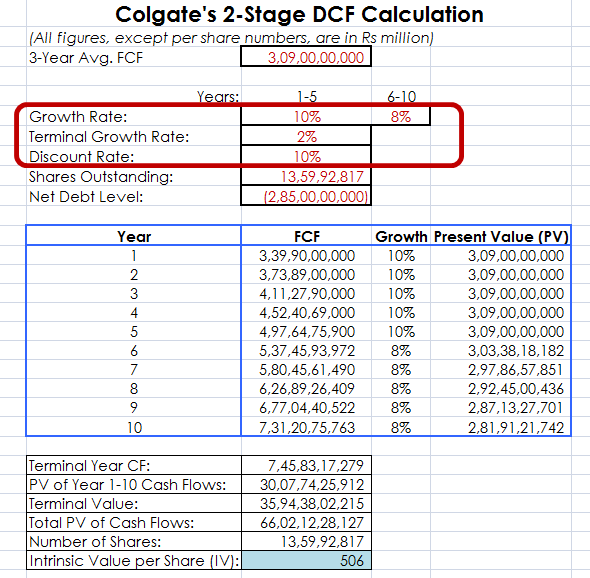 Colgate's 2-Stage DCF Calculation
(All figures, except per share numbers, are in Rs million)
3-Year Avg. FCF 3,09,00,00,000
Years: 1-5 6-10
Growth Rate: 10% 8%
Terminal Growth Rate: 2%
Discount Rate: 10%
Shares Outstanding: 13,59,92,817
Net Debt Level: (2,85,00,00,000)
Year FCF Growth Present Value (PV)
1 3,39,90,00,000 10% 3,09,00,00,000
2 3,73,89,00,000 10% 3,09,00,00,000
3 4,11,27,90,000 10% 3,09,00,00,000
4 4,52,40,69,000 10% 3,09,00,00,000
5 4,97,64,75,900 10% 3,09,00,00,000
6 5,37,45,93,972 8% 3,03,38,18,182
7 5,80,45,61,490 8% 2,97,86,57,851
8 6,26,89,26,409 8% 2,92,45,00,436
9 6,77,04,40,522 8% 2,87,13,27,701
10 7,31,20,75,763 8% 2,81,91,21,742
Terminal Year CF: 7,45,83,17,279
PV of Year 1-10 Cash Flows: 30,07,74,25,912
Terminal Value: 35,94,38,02,215
Total PV of Cash Flows: 66,02,12,28,127
Number of Shares: 13,59,92,817
Intrinsic Value per Share (IV): 506